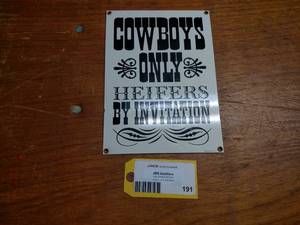 COWBOYS
ONLY
HEIFERS
BY INVITATION
191